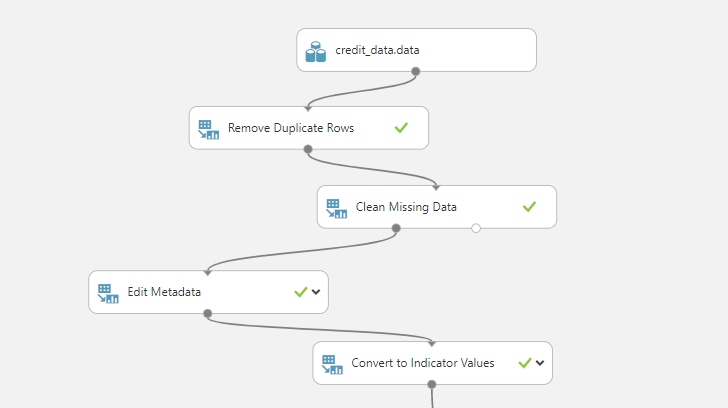 credit_data.data
Remove Duplicate Rows
Clean Missing Data
Edit Metadata
Convert to Indicator Values